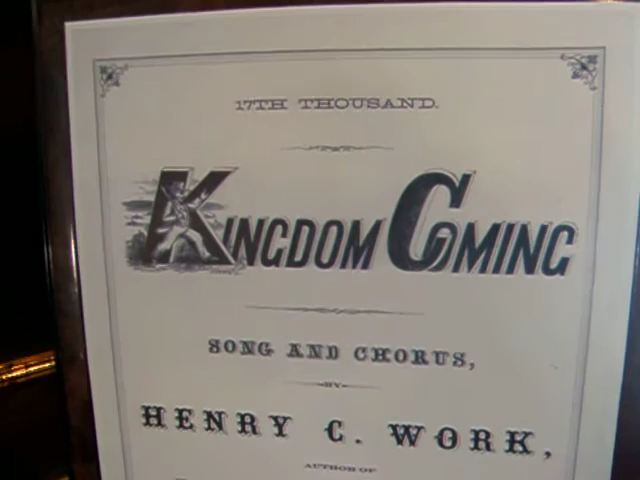 17TH THOUSAND.
KINGDOM COMING
SONG AND CHORUS,
BY
HENRY C. WORK,
AUTHOR OF